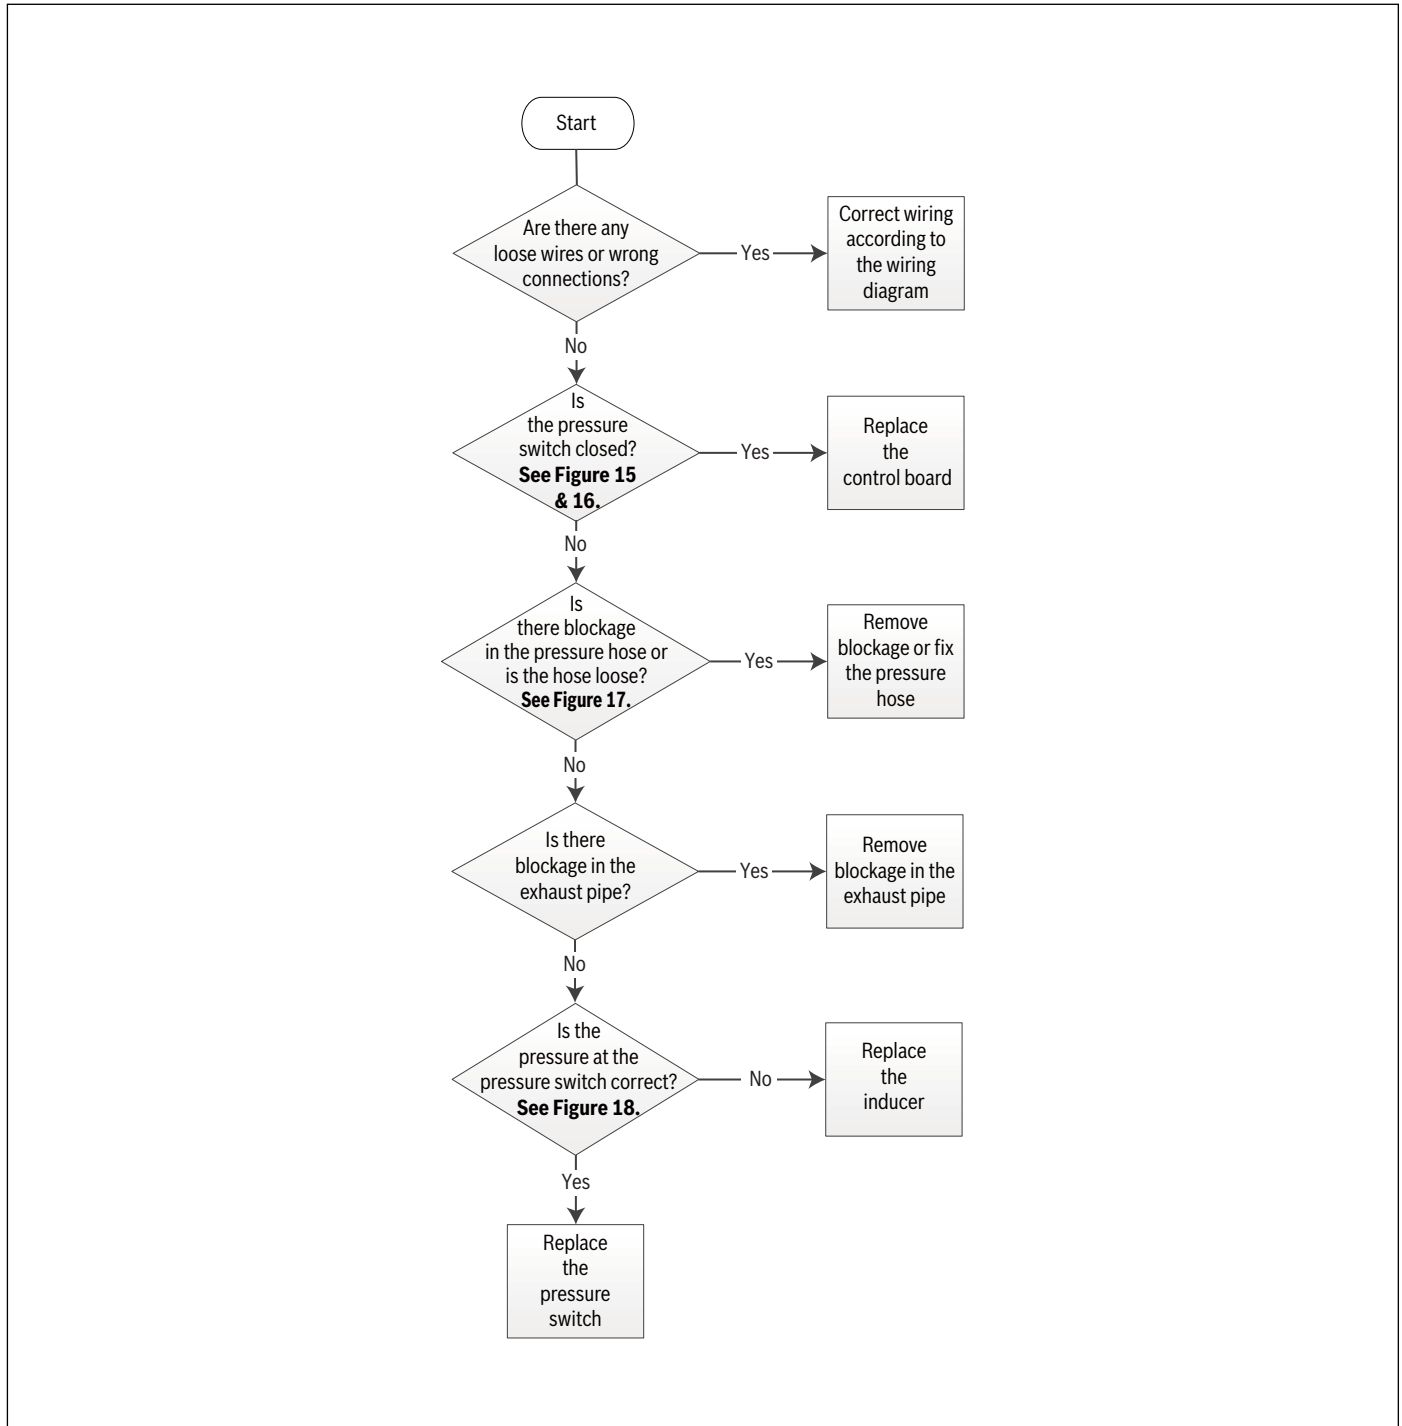 Start
Are there any
loose wires or wrong
connections?
Yes
Correct wiring
according to
the wiring
diagram
No
Is
the pressure
switch closed?
See Figure 15
& 16.
Yes
Replace
the
control board
No
Is
there blockage
in the pressure hose or
is the hose loose?
See Figure 17.
Yes
Remove
blockage or fix
the pressure
hose
No
Is there
blockage in the
exhaust pipe?
Yes
Remove
blockage in the
exhaust pipe
No
Is the
pressure at the
pressure switch correct?
See Figure 18.
No
Replace
the
inducer
Yes
Replace
the
pressure
switch